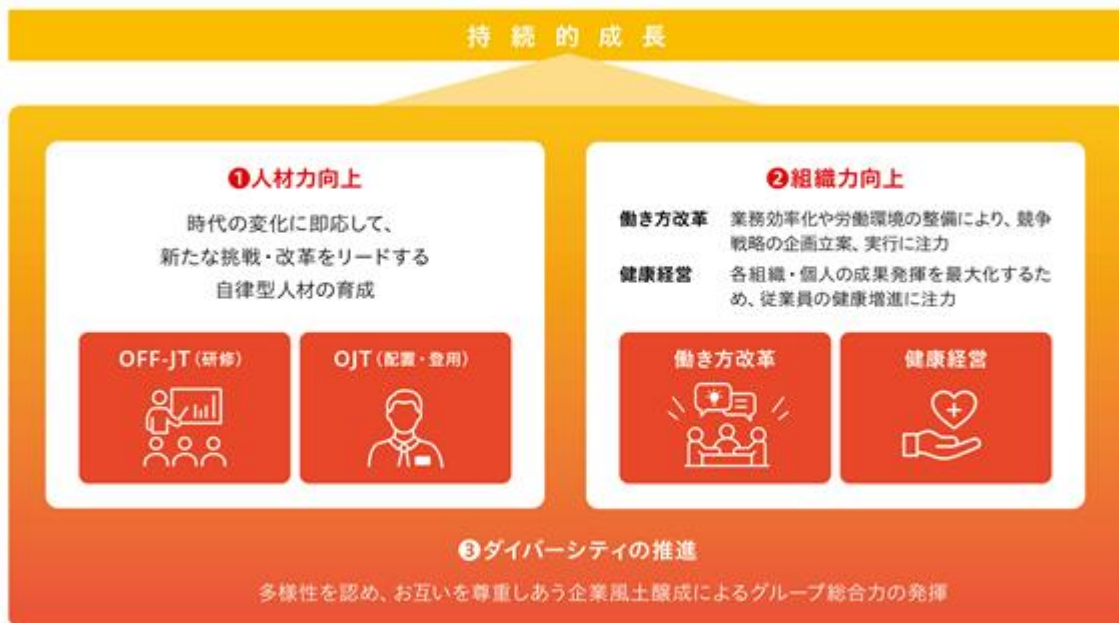 持続的成長
❶人材力向上
時代の変化に即応して、
新たな挑戦・改革をリードする
自律型人材の育成
OFF-JT（研修）
OJT（配置・登用）
❷組織力向上
働き方改革 業務効率化や労働環境の整備により、競争
戦略の企画立案、実行に注力
健康経営 各組織・個人の成果発揮を最大化するた
め、従業員の健康増進に注力
働き方改革
健康経営
❸ダイバーシティの推進
多様性を認め、お互いを尊重しあう企業風土醸成によるグループ総合力の発揮